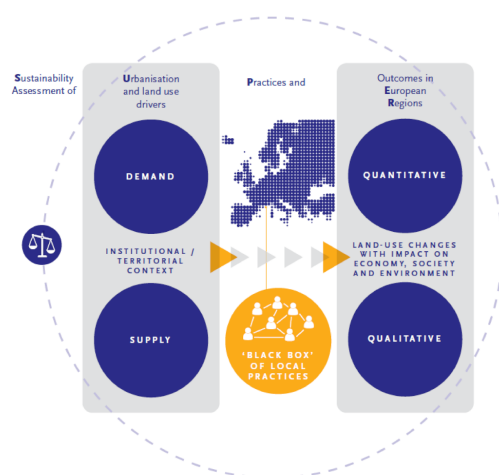 Sustainability
Assessment of
Urbanisation
and land use
drivers
Practices and
Outcomes in
European
Regions
DEMAND
INSTITUTIONAL /
TERRITORIAL
CONTEXT
SUPPLY
'BLACK BOX'
OF LOCAL
PRACTICES
QUANTITATIVE
LAND-USE CHANGES
WITH IMPACT ON
ECONOMY, SOCIETY
AND ENVIRONMENT
QUALITATIVE